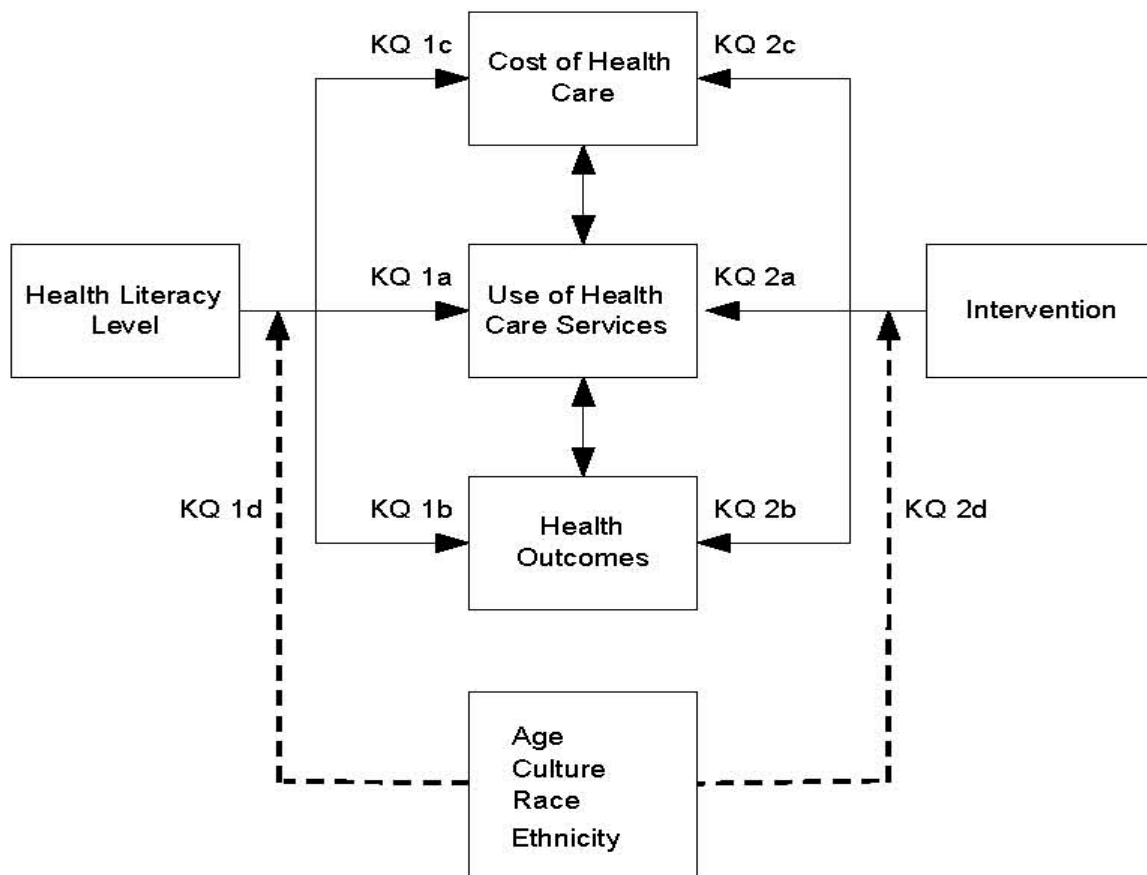 KQ 1c
Cost of Health
Care
KQ 2c
Health Literacy
Level
KQ 1a
Use of Health
Care Services
KQ 2a
Intervention
KQ 1d
KQ 1b
Health
Outcomes
KQ 2b
KQ 2d
Age
Culture
Race
Ethnicity